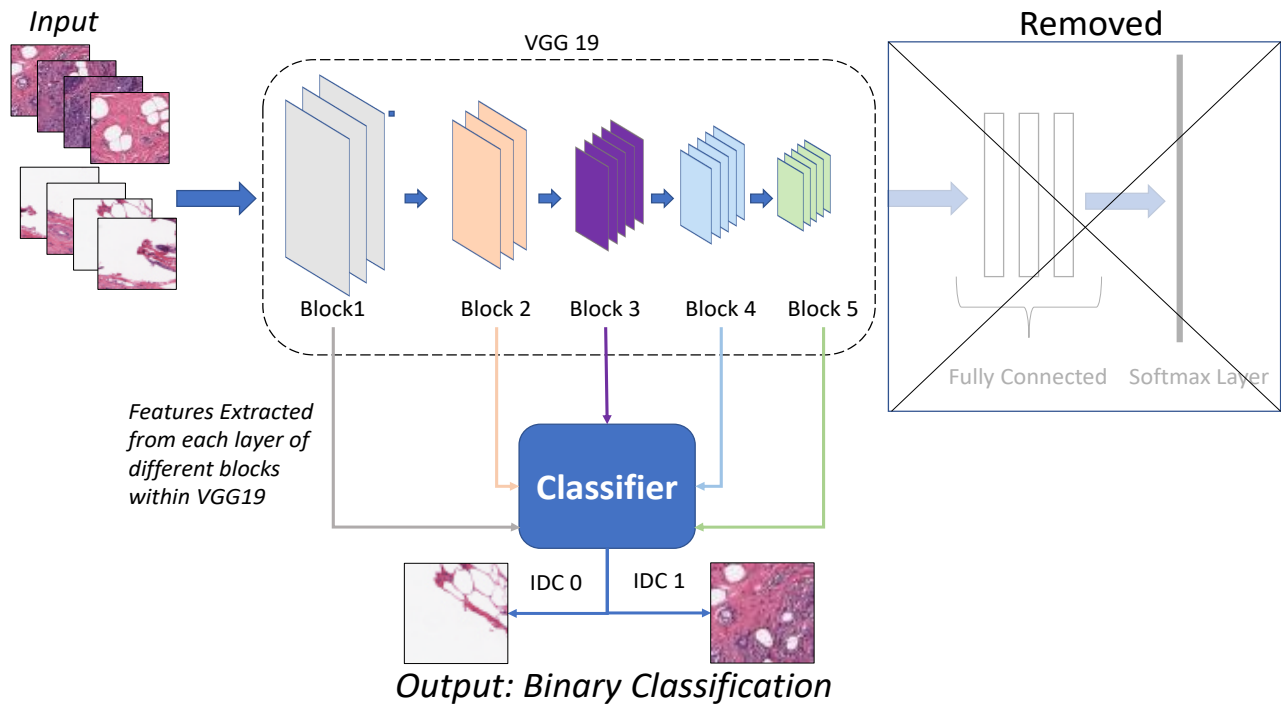 Input
VGG 19
Removed
Block1
Block 2
Block 3
Block 4
Block 5
Fully Connected
Softmax Layer
Features Extracted
from each layer of
different blocks
within VGG19
Classifier
IDC 0
IDC 1
Output: Binary Classification